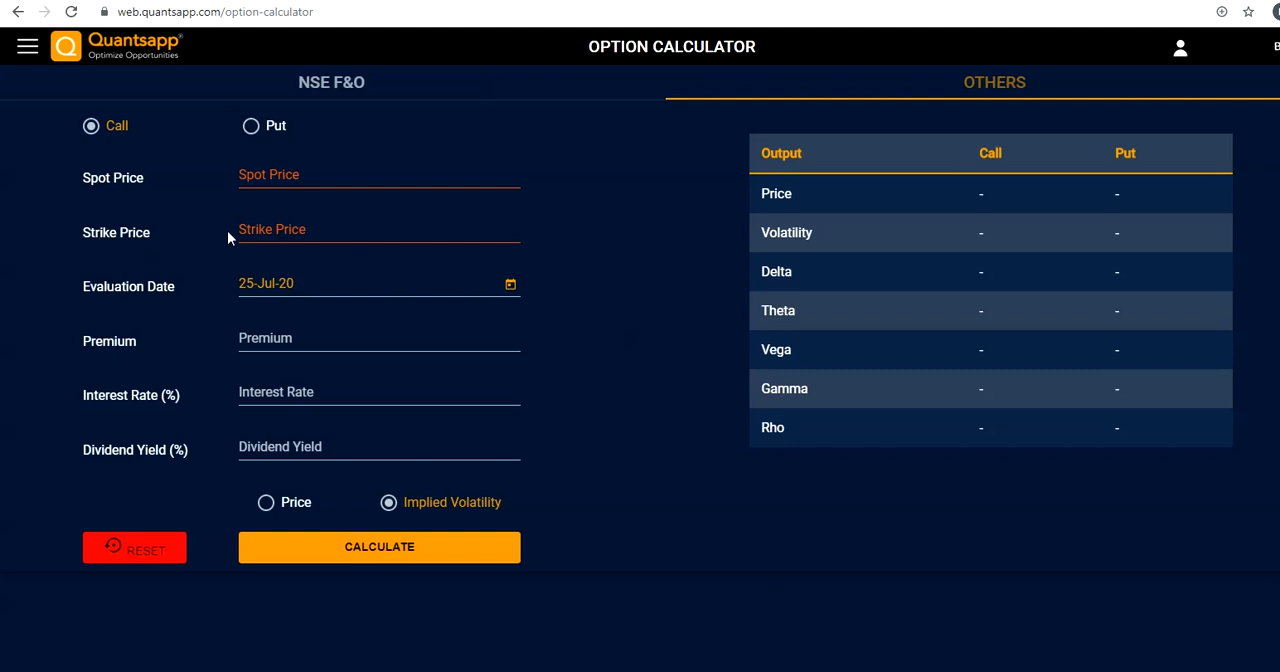 web.quantsapp.com/option-calculator
Quantsapp®
Optimize Opportunities
OPTION CALCULATOR
B
NSE F&O
OTHERS
Call
Put
Spot Price
Spot Price
Strike Price
Strike Price
Evaluation Date
25-Jul-20
Premium
Premium
Interest Rate (%)
Interest Rate
Dividend Yield (%)
Dividend Yield
Price
Implied Volatility
RESET
CALCULATE
Output Call Put
Price - -
Volatility - -
Delta - -
Theta - -
Vega - -
Gamma - -
Rho - -